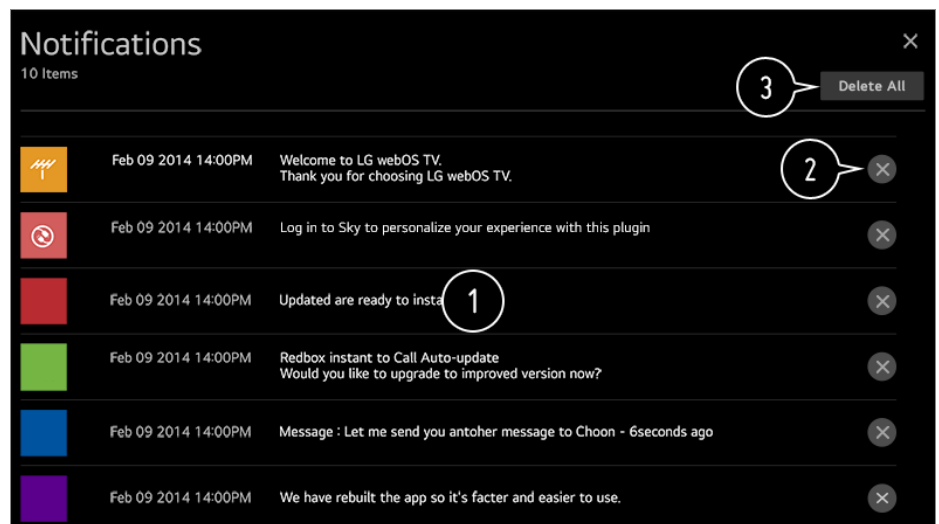 Notifications
10 Items
3
Delete All
Feb 09 2014 14:00PM
Welcome to LG webOS TV.
Thank you for choosing LG webOS TV.
2
Feb 09 2014 14:00PM
Log in to Sky to personalize your experience with this plugin
Feb 09 2014 14:00PM
Updated are ready to insta
1
Feb 09 2014 14:00PM
Redbox instant to Call Auto-update
Would you like to upgrade to improved version now?
Feb 09 2014 14:00PM
Message : Let me send you antoher message to Choon - 6seconds ago
Feb 09 2014 14:00PM
We have rebuilt the app so it's facter and easier to use.